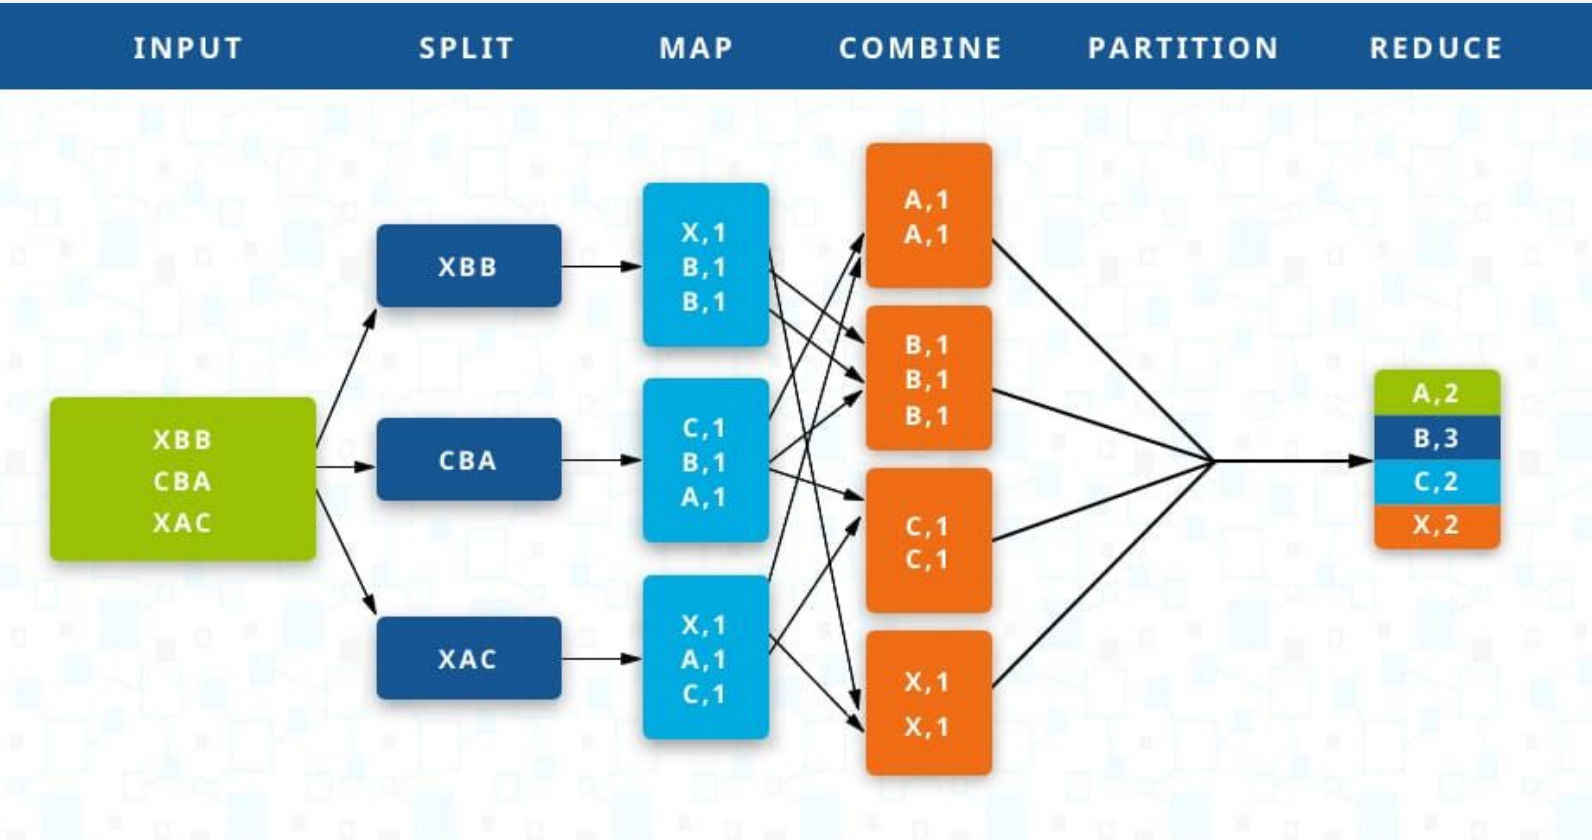 INPUT SPLIT MAP COMBINE PARTITION REDUCE
XBB
CBA
XAC
XBB
CBA
XAC
X,1
B,1
B,1
C,1
B,1
A,1
X,1
A,1
C,1
A,1
A,1
B,1
B,1
B,1
C,1
C,1
X,1
X,1
A,2
B,3
C,2
X,2